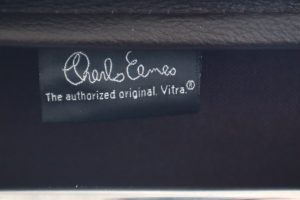 Charles Eames
The authorized original. Vitra.®